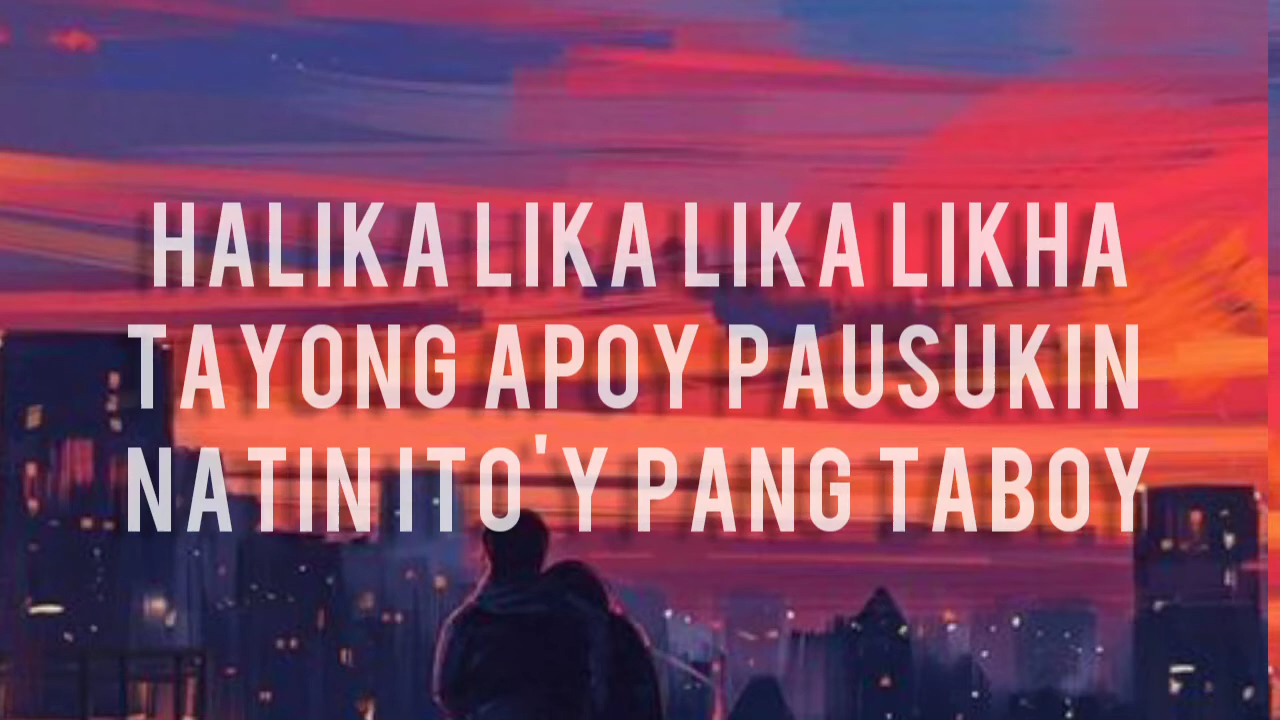 HALIKA LIKA LIKA LIKHA
TAYONG APOY PAUSUKIN
NATIN ITO'Y PANG TABOY